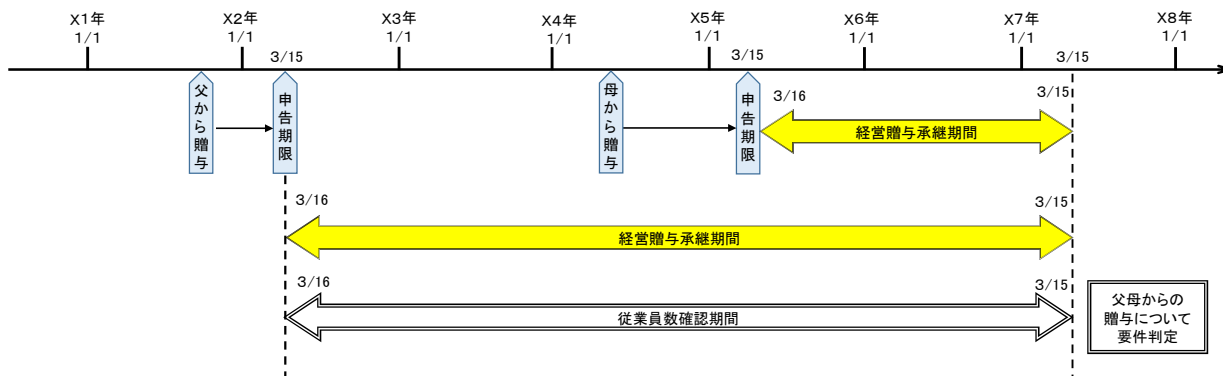 X1年
1/1
X2年
1/1
X3年
1/1
X4年
1/1
X5年
1/1
X6年
1/1
X7年
1/1
X8年
1/1
3/15
3/15
3/15
父から贈与
申告期限
母から贈与
申告期限
3/16
3/15
経営贈与承継期間
3/16
3/15
経営贈与承継期間
3/16
3/15
従業員数確認期間
父母からの
贈与について
要件判定